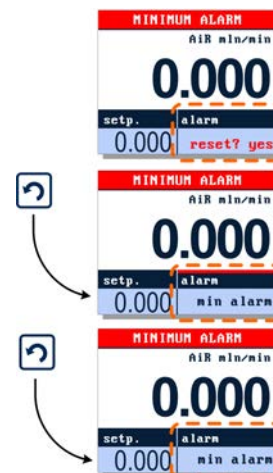 MINIMUM ALARM
AiR mln/min
0.000
setp. alarm
0.000 reset? yes
MINIMUM ALARM
AiR mln/min
0.000
setp. alarm
0.000 min alarm
MINIMUM ALARM
AiR mln/min
0.000
setp. alarm
0.000 min alarm